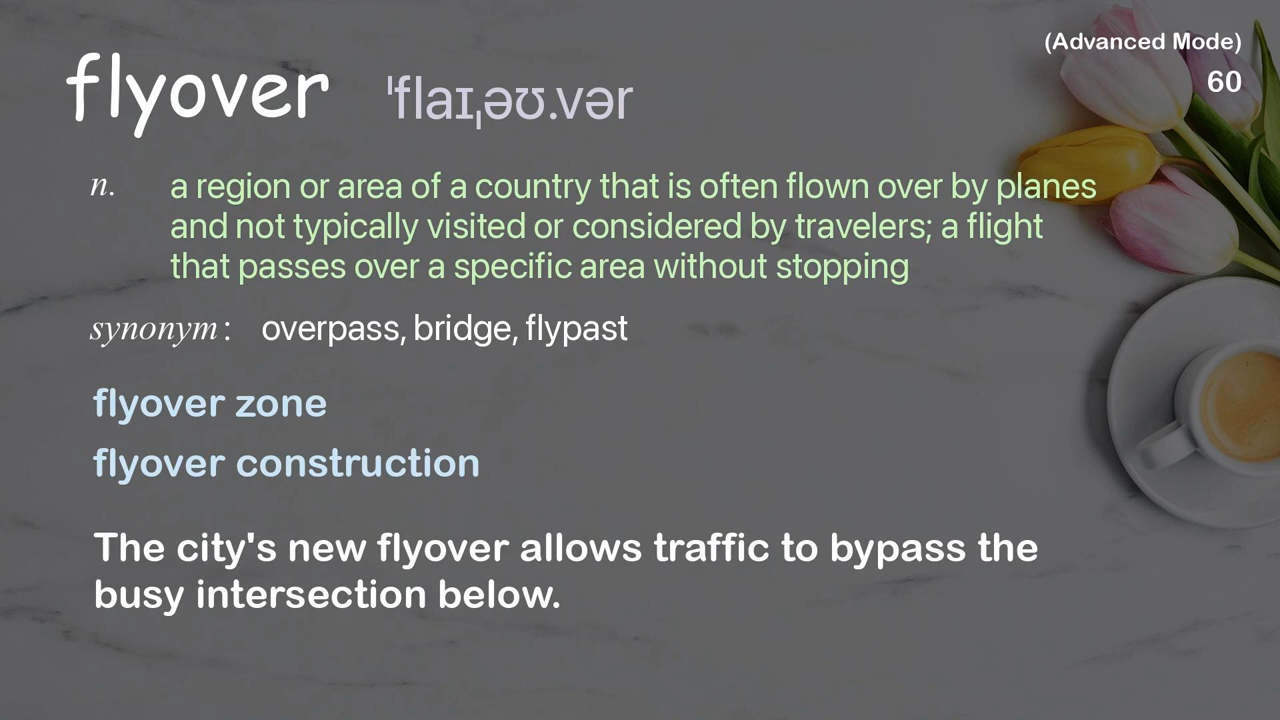 (Advanced Mode)
60
flyover ˈflaɪˌəʊ.vər
n. a region or area of a country that is often flown over by planes
and not typically visited or considered by travelers; a flight
that passes over a specific area without stopping
synonym: overpass, bridge, flypast
flyover zone
flyover construction
The city's new flyover allows traffic to bypass the
busy intersection below.